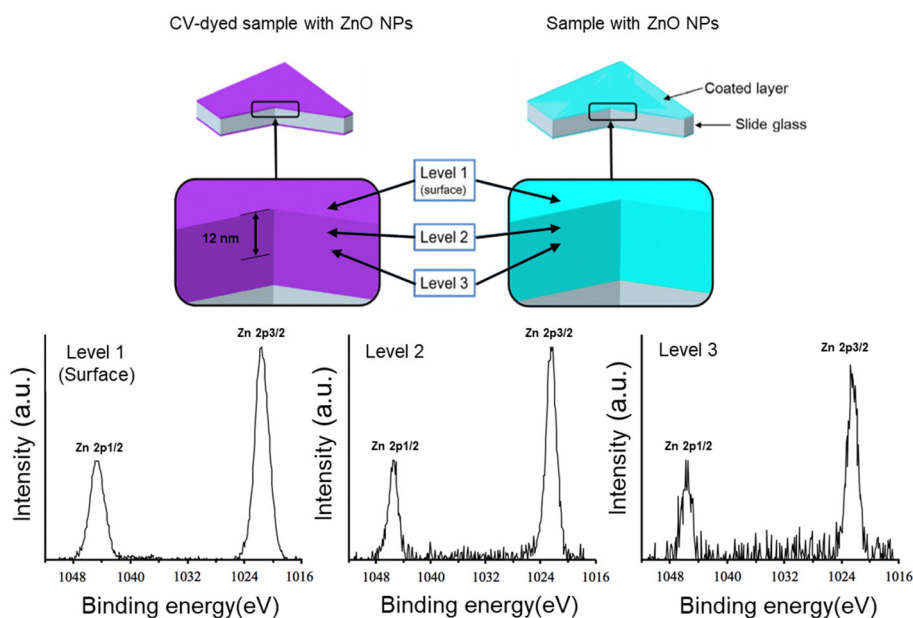 CV-dyed sample with ZnO NPs
Sample with ZnO NPs
Coated layer
Slide glass
Level 1
(surface)
12 nm
Level 2
Level 3
Level 1
(Surface)
Zn 2p3/2
Zn 2p1/2
Intensity (a.u.)
1048 1040 1032 1024 1016
Binding energy(eV)
Level 2
Zn 2p3/2
Zn 2p1/2
Intensity (a.u.)
1048 1040 1032 1024 1016
Binding energy(eV)
Level 3
Zn 2p3/2
Zn 2p1/2
Intensity (a.u.)
1048 1040 1032 1024 1016
Binding energy(eV)